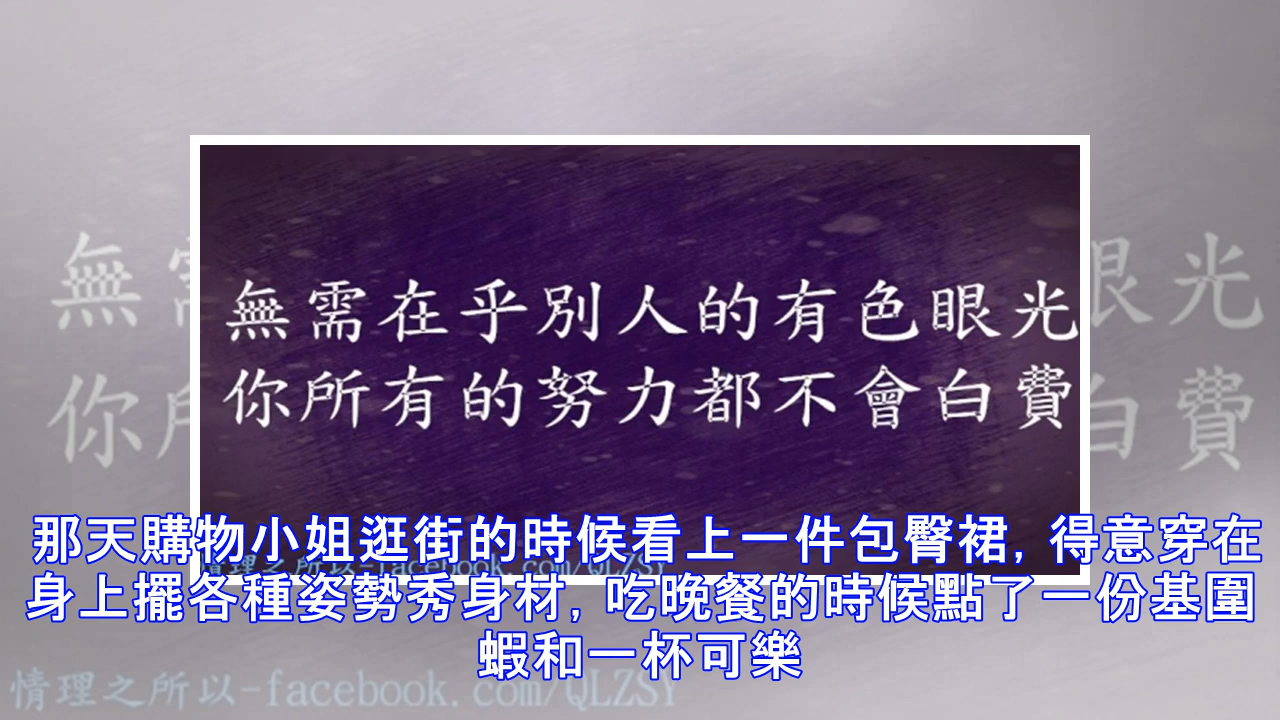 無需在乎別人的有色眼光
你所有的努力都不會白費
那天購物小姐逛街的時候看上一件包臀裙, 得意穿在
身上擺各種姿勢秀身材, 吃晚餐的時候點了一份基圍
蝦和一杯可樂
情理之所以-facebook.com/QLZSY